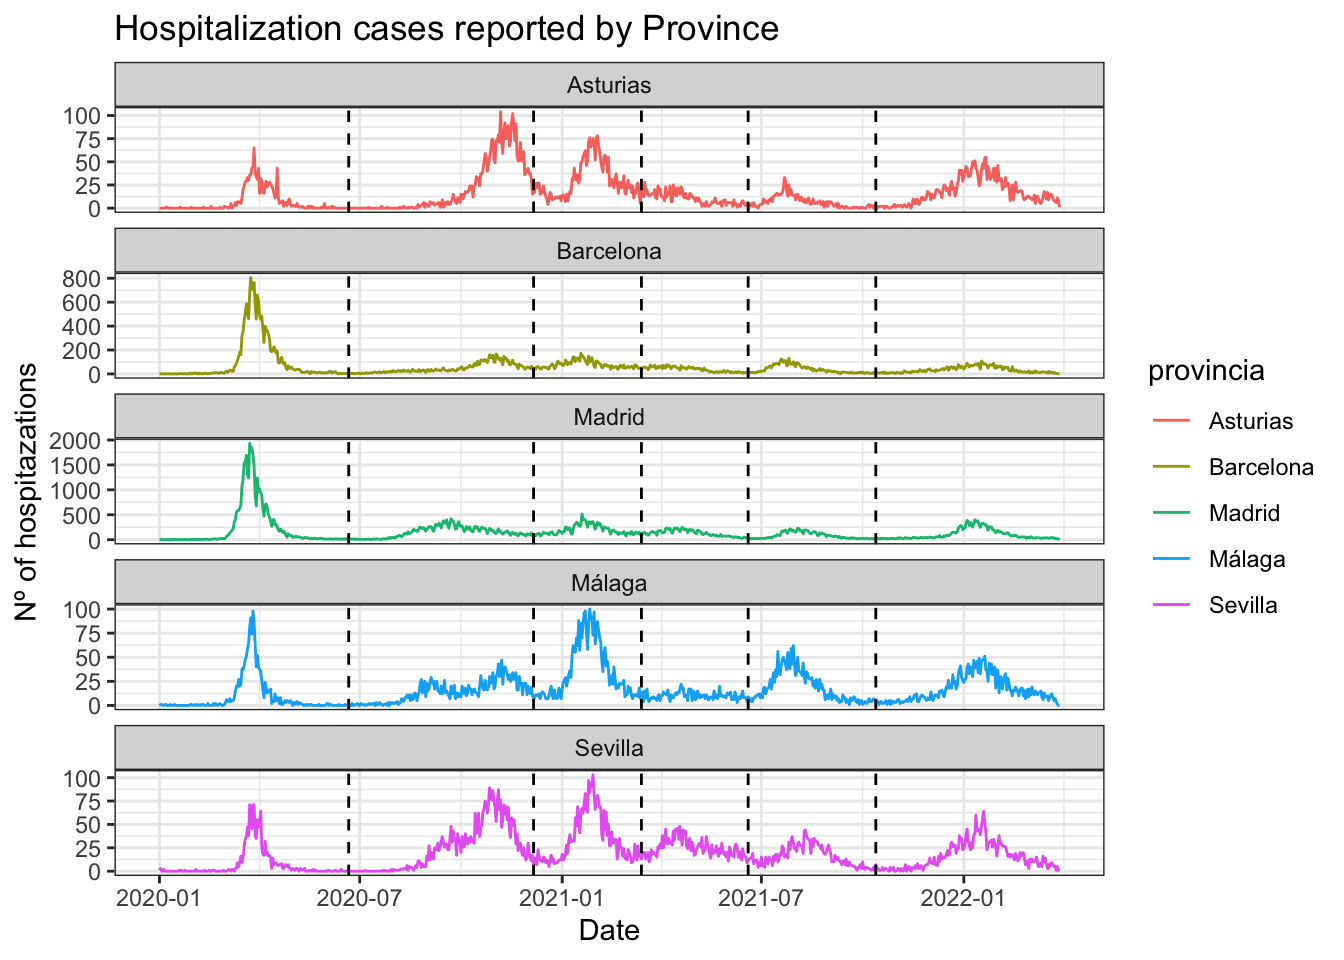 Hospitalization cases reported by Province
Asturias
100
75
50
25
0
Barcelona
800
600
400
200
0
Madrid
2000
1500
1000
500
0
Málaga
100
75
50
25
0
Sevilla
100
75
50
25
0
2020-01 2020-07 2021-01 2021-07 2022-01
Date
Nº of hospitazations
provincia
Asturias
Barcelona
Madrid
Málaga
Sevilla